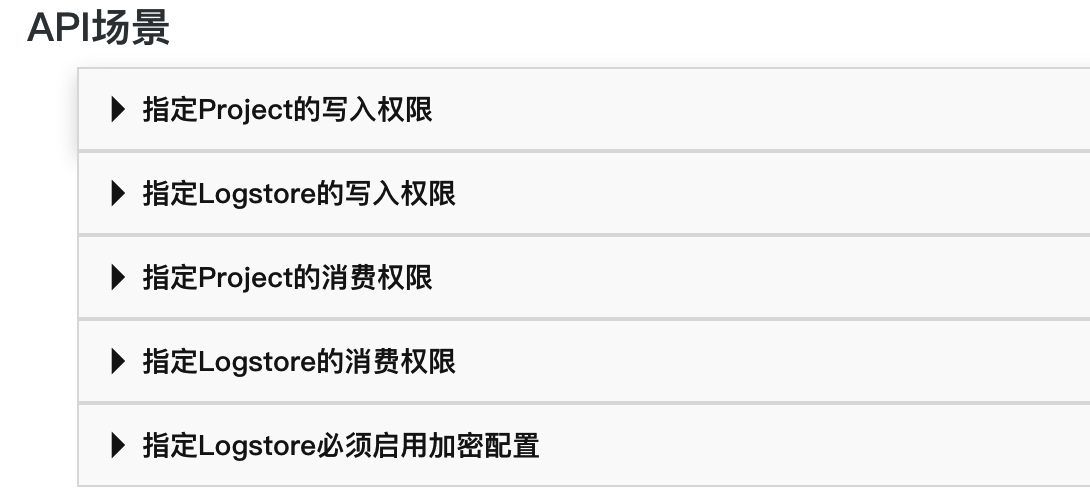 API场景
指定Project的写入权限
指定Logstore的写入权限
指定Project的消费权限
指定Logstore的消费权限
指定Logstore必须启用加密配置